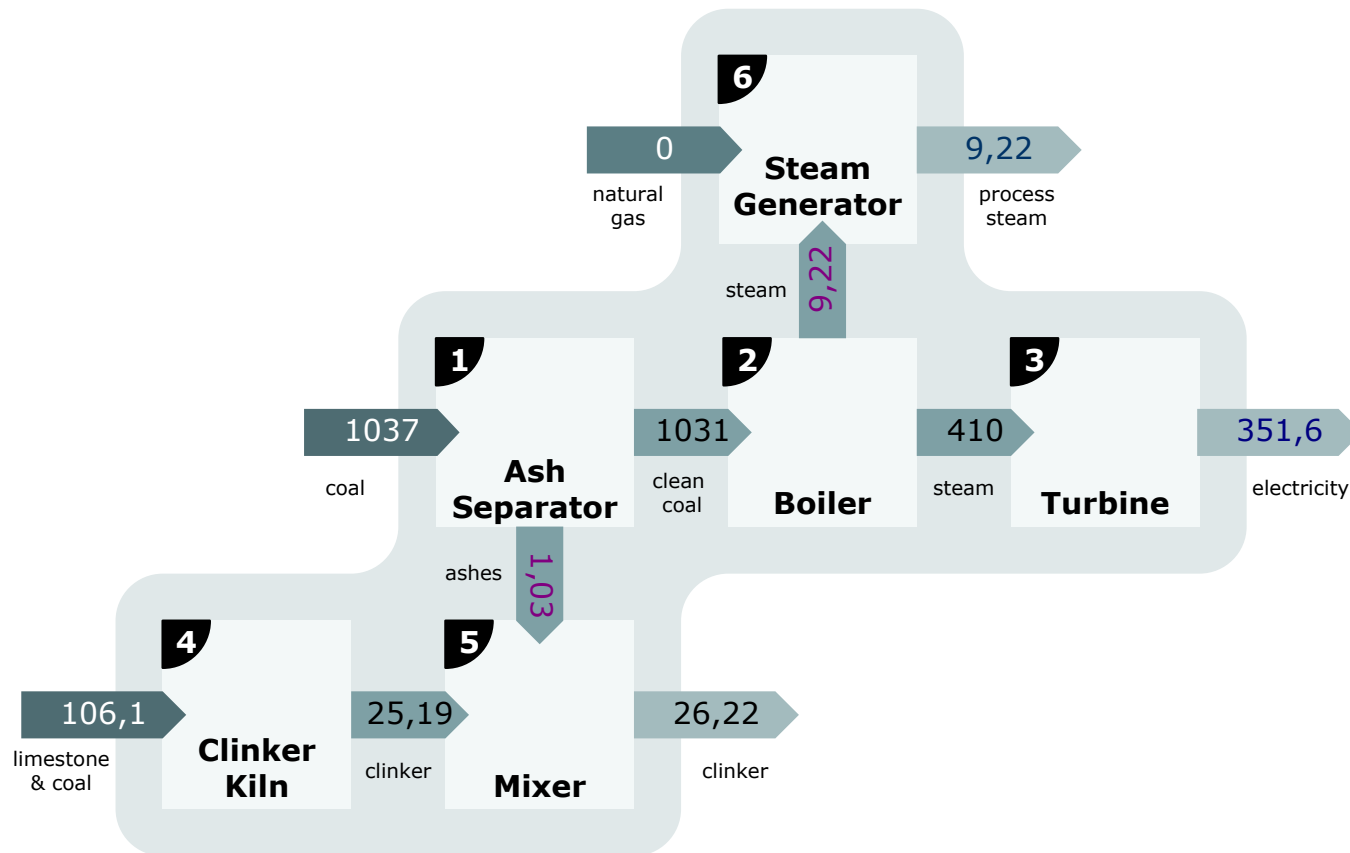 6
0
9,22
Steam
Generator
natural
gas
process
steam
steam
9,22
1
2
3
1037
1031
410
351,6
coal
Ash
Separator
clean
coal
Boiler
steam
Turbine
electricity
ashes
1,03
4
5
106,1
25,19
26,22
limestone
& coal
Clinker
Kiln
clinker
Mixer
clinker